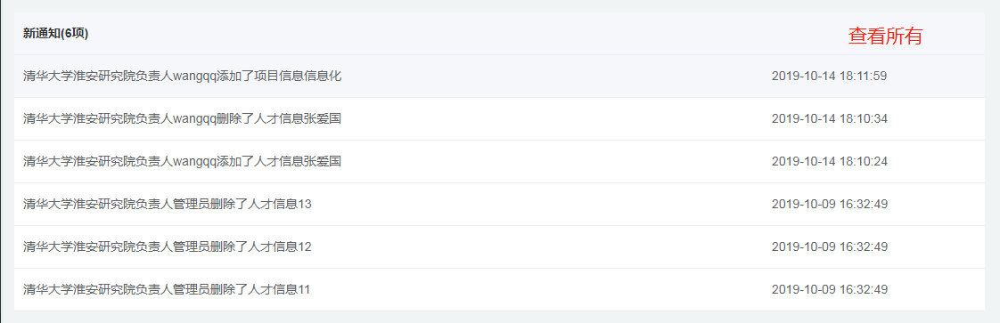 新通知(6项) 查看所有
清华大学淮安研究院负责人wangqq添加了项目信息信息化 2019-10-14 18:11:59
清华大学淮安研究院负责人wangqq删除了人才信息张爱国 2019-10-14 18:10:34
清华大学淮安研究院负责人wangqq添加了人才信息张爱国 2019-10-14 18:10:24
清华大学淮安研究院负责人管理员删除了人才信息13 2019-10-09 16:32:49
清华大学淮安研究院负责人管理员删除了人才信息12 2019-10-09 16:32:49
清华大学淮安研究院负责人管理员删除了人才信息11 2019-10-09 16:32:49